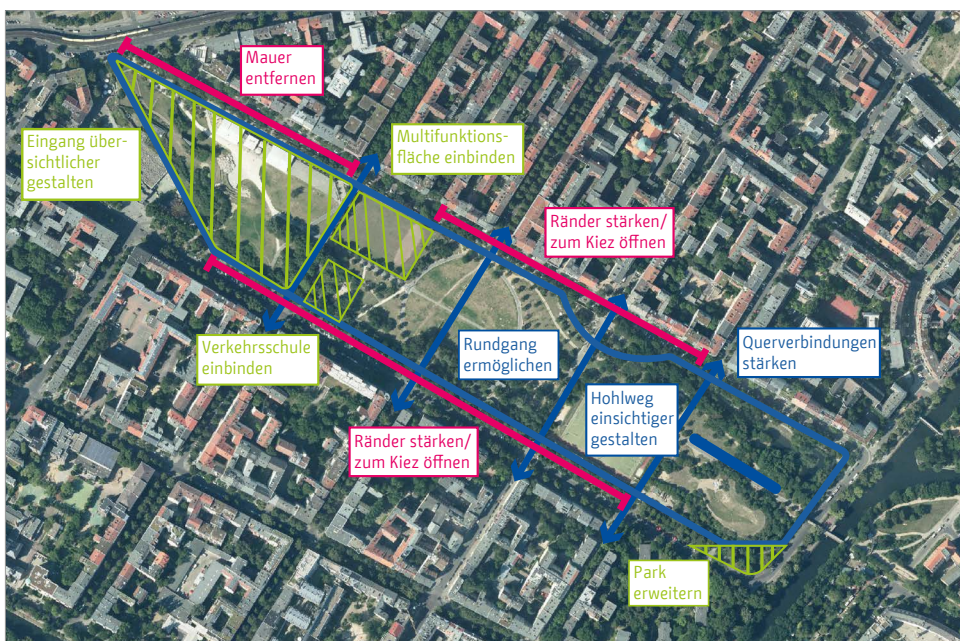 Mauer
entfernen
Eingang über-
sichtlicher
gestalten
Multifunktions-
fläche einbinden
Ränder stärken/
zum Kiez öffnen
Verkehrsschule
einbinden
Rundgang
ermöglichen
Querverbindungen
stärken
Hohlweg
einsichtiger
gestalten
Ränder stärken/
zum Kiez öffnen
Park
erweitern